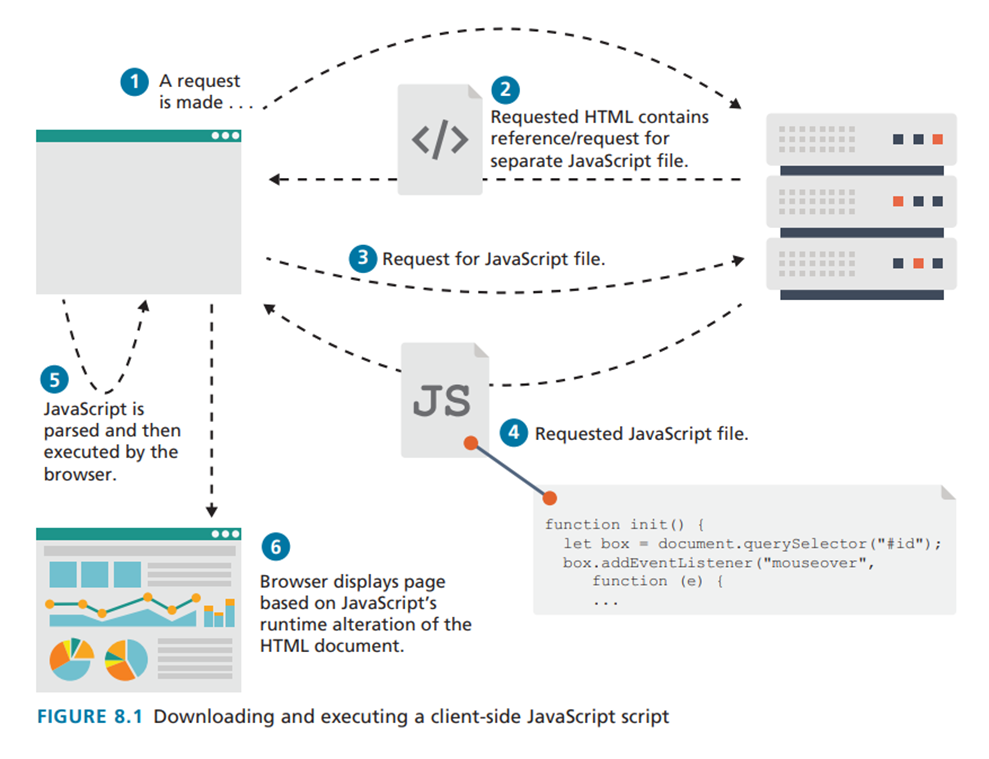 1 A request
is made . . .
2
Requested HTML contains
reference/request for
separate JavaScript file.
</>
3 Request for JavaScript file.
JS
4 Requested JavaScript file.
function init() {
let box = document.querySelector("#id");
box.addEventListener("mouseover",
function (e) {
...
5
JavaScript is
parsed and then
executed by the
browser.
6
Browser displays page
based on JavaScript’s
runtime alteration of the
HTML document.
FIGURE 8.1 Downloading and executing a client-side JavaScript script